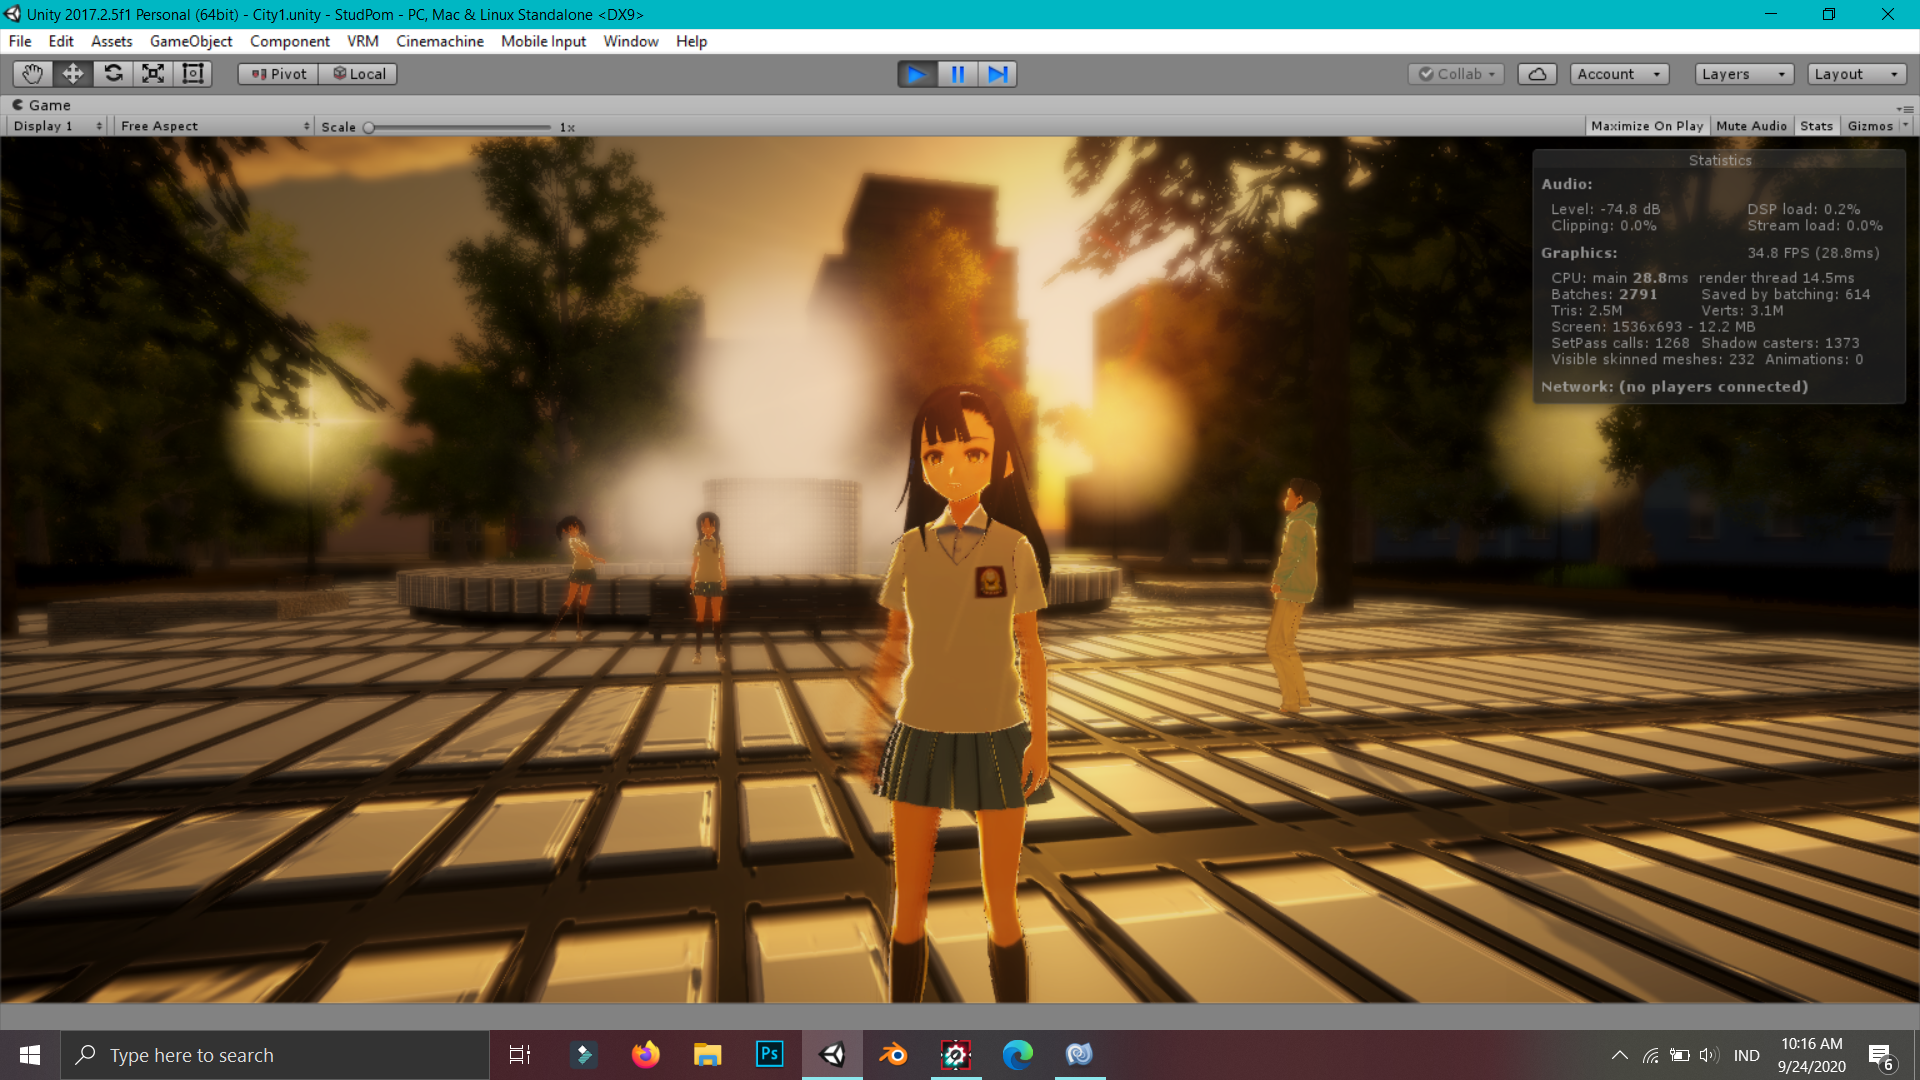 Unity 2017.2.5f1 Personal (64bit) - City1.unity - StudPom - PC, Mac & Linux Standalone <DX9>
File Edit Assets GameObject Component VRM Cinemachine Mobile Input Window Help
Pivot Local Collab Account Layers Layout
Game
Display 1 Free Aspect Scale 1x Maximize On Play Mute Audio Stats Gizmos
Statistics
Audio:
Level: -74.8 dB DSP load: 0.2%
Clipping: 0.0% Stream load: 0.0%
Graphics: 34.8 FPS (28.8ms)
CPU: main 28.8ms render thread 14.5ms
Batches: 2791 Saved by batching: 614
Tris: 2.5M Verts: 3.1M
Screen: 1536x693 - 12.2 MB
SetPass calls: 1268 Shadow casters: 1373
Visible skinned meshes: 232 Animations: 0
Network: (no players connected)
Type here to search
Ps
IND
10:16 AM
9/24/2020
6